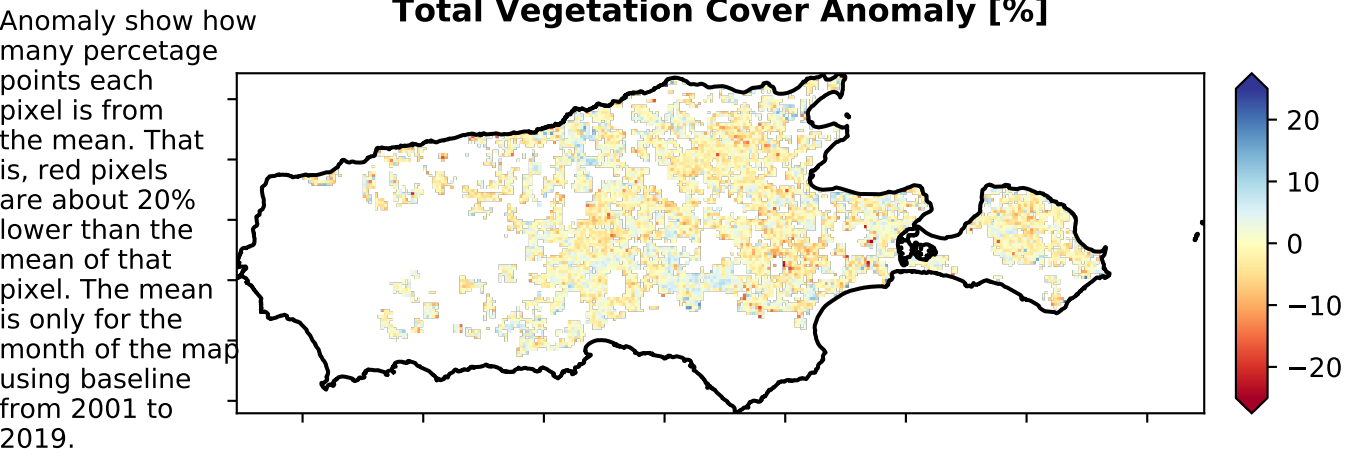 Total Vegetation Cover Anomaly [%]
Anomaly show how
many percetage
points each
pixel is from
the mean. That
is, red pixels
are about 20%
lower than the
mean of that
pixel. The mean
is only for the
month of the map
using baseline
from 2001 to
2019.
20
10
0
−10
−20